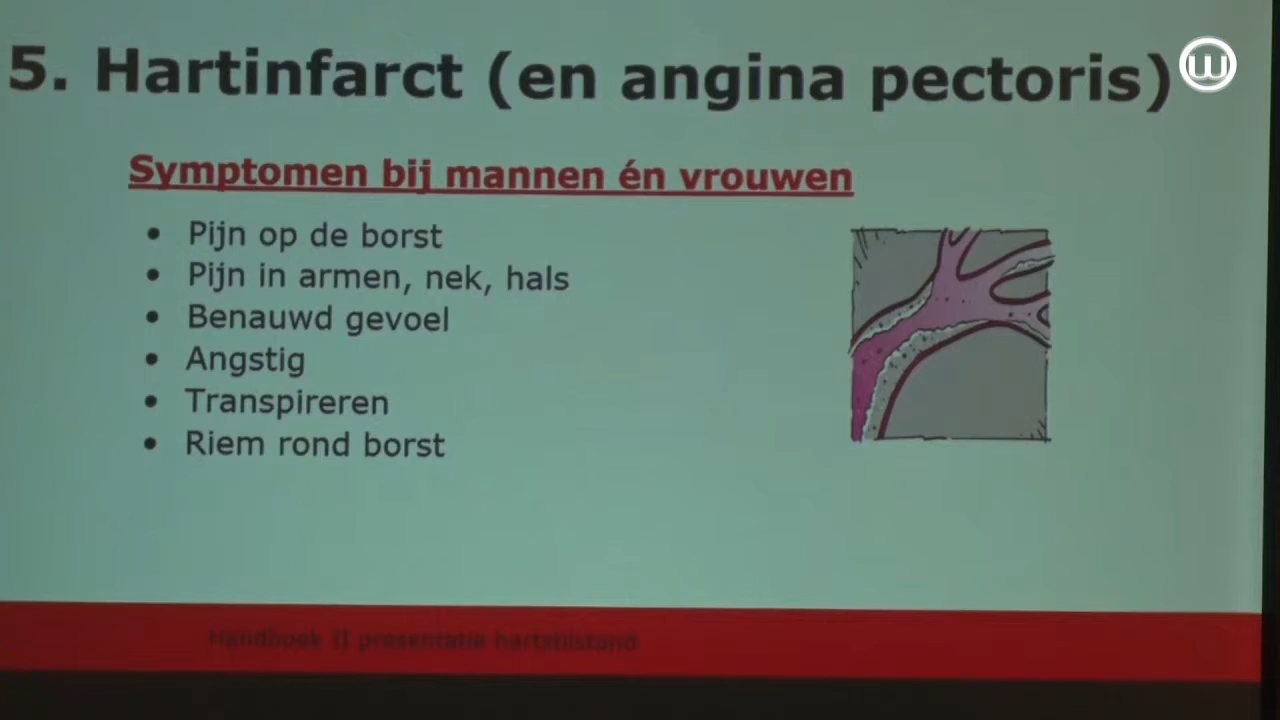 5. Hartinfarct (en angina pectoris)
Symptomen bij mannen én vrouwen
• Pijn op de borst
• Pijn in armen, nek, hals
• Benauwd gevoel
• Angstig
• Transpireren
• Riem rond borst
Handboek II presentatie hartstilstand